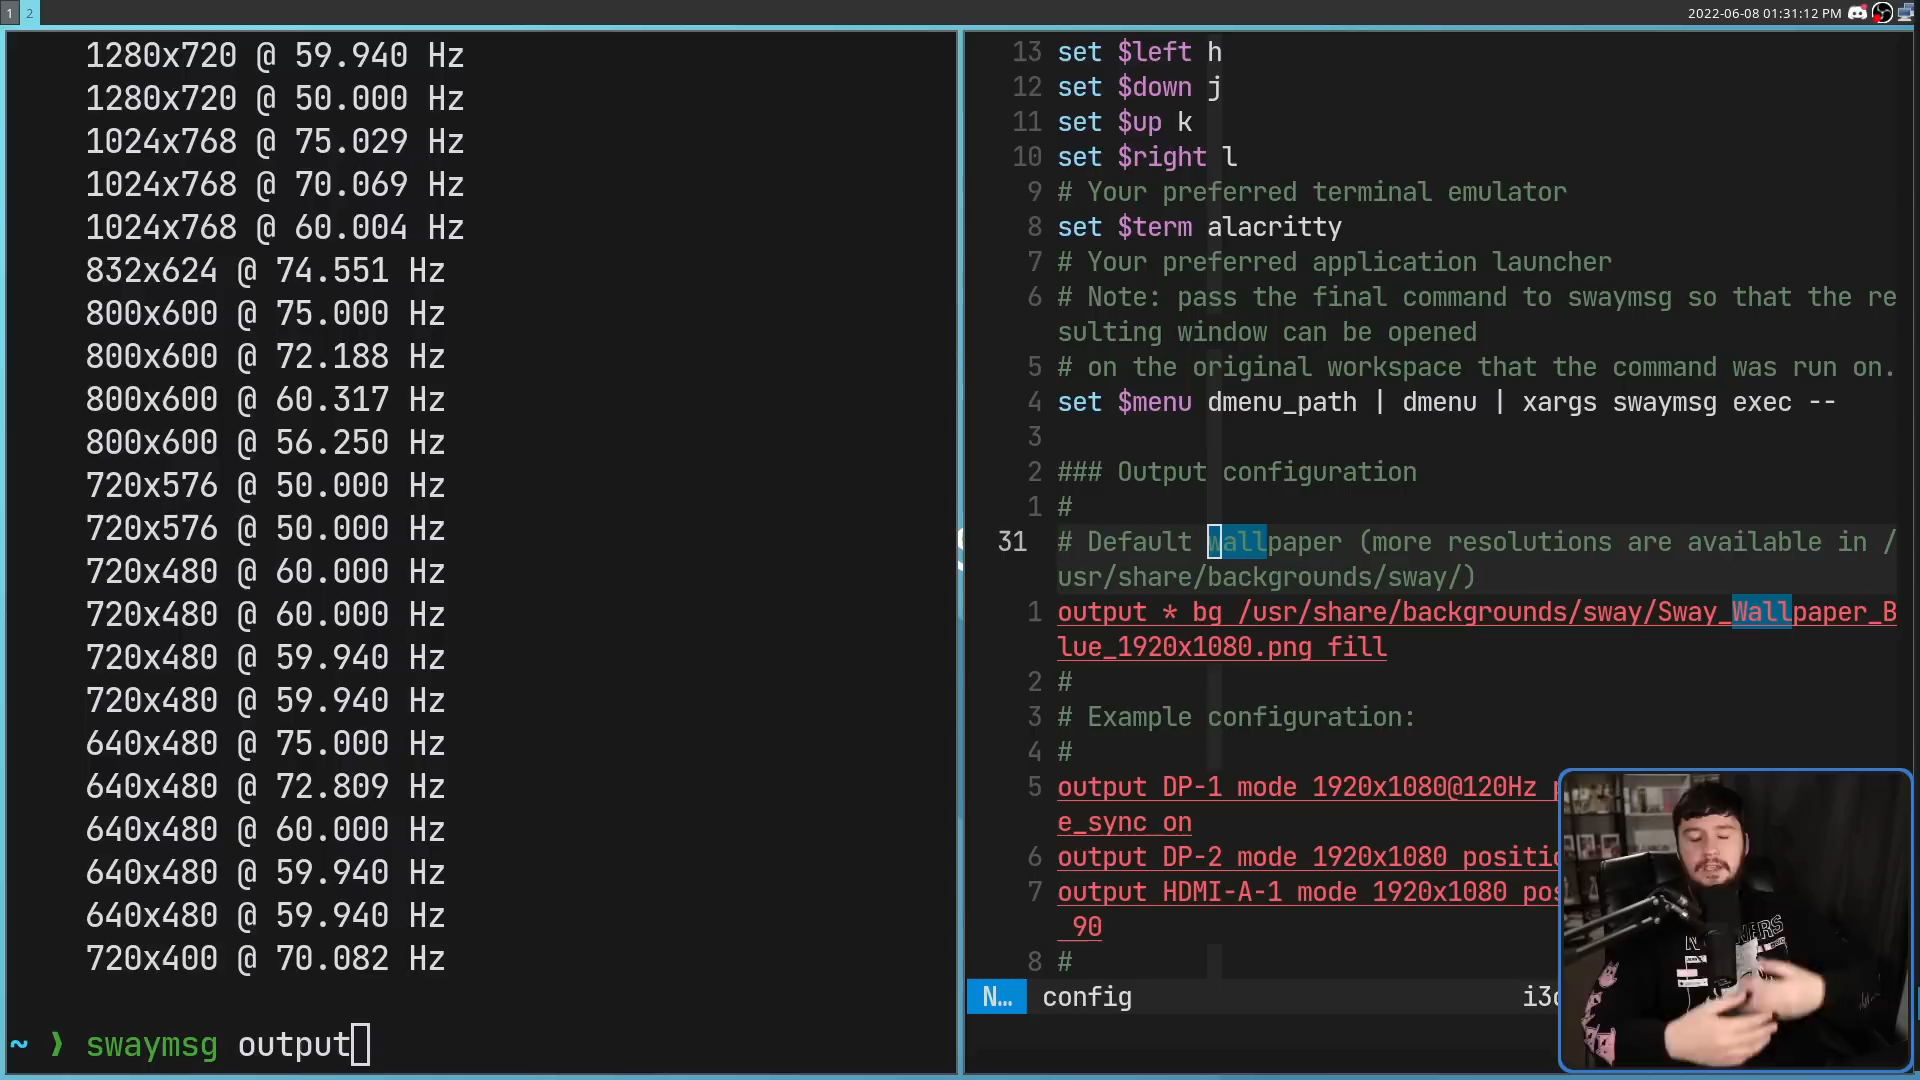 1 2
2022-06-08 01:31:12 PM
1280x720 @ 59.940 Hz
1280x720 @ 50.000 Hz
1024x768 @ 75.029 Hz
1024x768 @ 70.069 Hz
1024x768 @ 60.004 Hz
832x624 @ 74.551 Hz
800x600 @ 75.000 Hz
800x600 @ 72.188 Hz
800x600 @ 60.317 Hz
800x600 @ 56.250 Hz
720x576 @ 50.000 Hz
720x576 @ 50.000 Hz
720x480 @ 60.000 Hz
720x480 @ 60.000 Hz
720x480 @ 59.940 Hz
720x480 @ 59.940 Hz
640x480 @ 75.000 Hz
640x480 @ 72.809 Hz
640x480 @ 60.000 Hz
640x480 @ 59.940 Hz
640x480 @ 59.940 Hz
720x400 @ 70.082 Hz
~ ❯ swaymsg output
13 set $left h
12 set $down j
11 set $up k
10 set $right l
9 # Your preferred terminal emulator
8 set $term alacritty
7 # Your preferred application launcher
6 # Note: pass the final command to swaymsg so that the re
sulting window can be opened
5 # on the original workspace that the command was run on.
4 set $menu dmenu_path | dmenu | xargs swaymsg exec --
3
2 ### Output configuration
1 #
31 # Default wallpaper (more resolutions are available in /
usr/share/backgrounds/sway/)
1 output * bg /usr/share/backgrounds/sway/Sway_Wallpaper_B
lue_1920x1080.png fill
2 #
3 # Example configuration:
4 #
5 output DP-1 mode 1920x1080@120Hz p
e_sync on
6 output DP-2 mode 1920x1080 positio
7 output HDMI-A-1 mode 1920x1080 pos
_90
8 #
N… config i3c